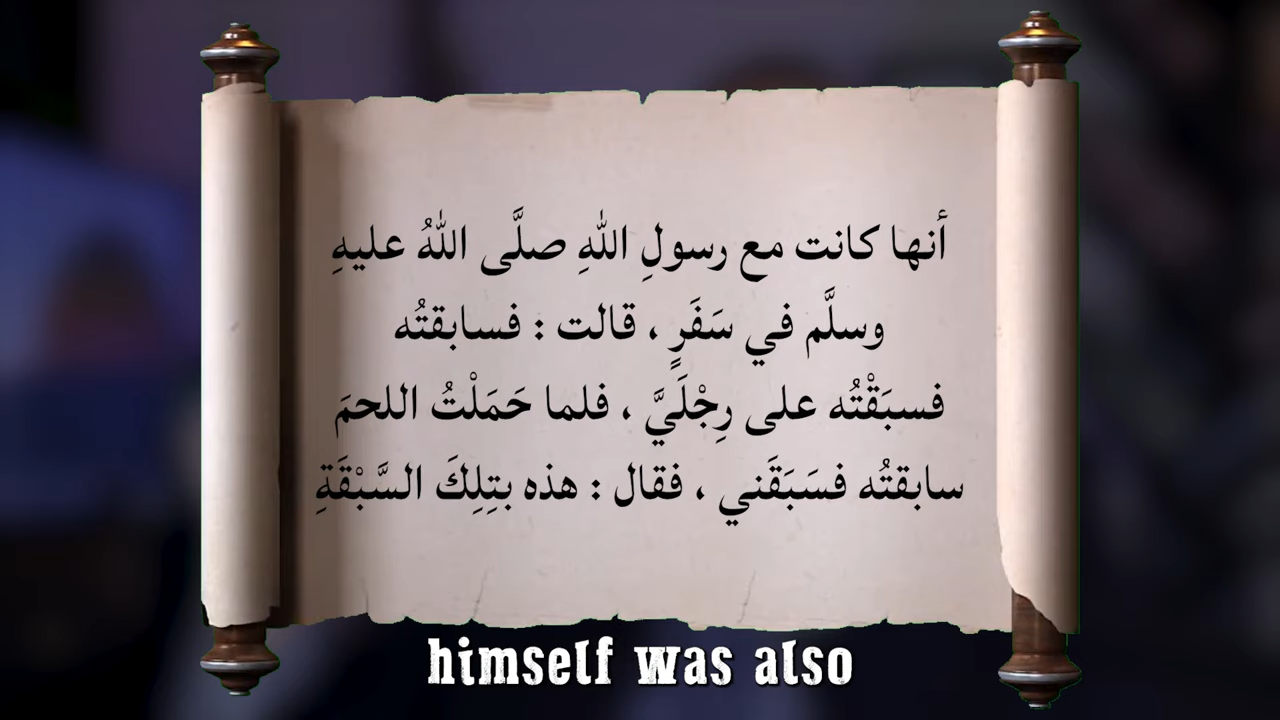 أنها كانت مع رسولِ اللهِ صلَّى اللهُ عليهِ
وسلَّم في سَفَرٍ ، قالت : فسابقتُه
فسبَقْتُه على رِجْلَيَّ ، فلما حَمَلْتُ اللحمَ
سابقتُه فسَبَقَني ، فقال : هذه بتِلِكَ السَّبْقَةِ
himself was also